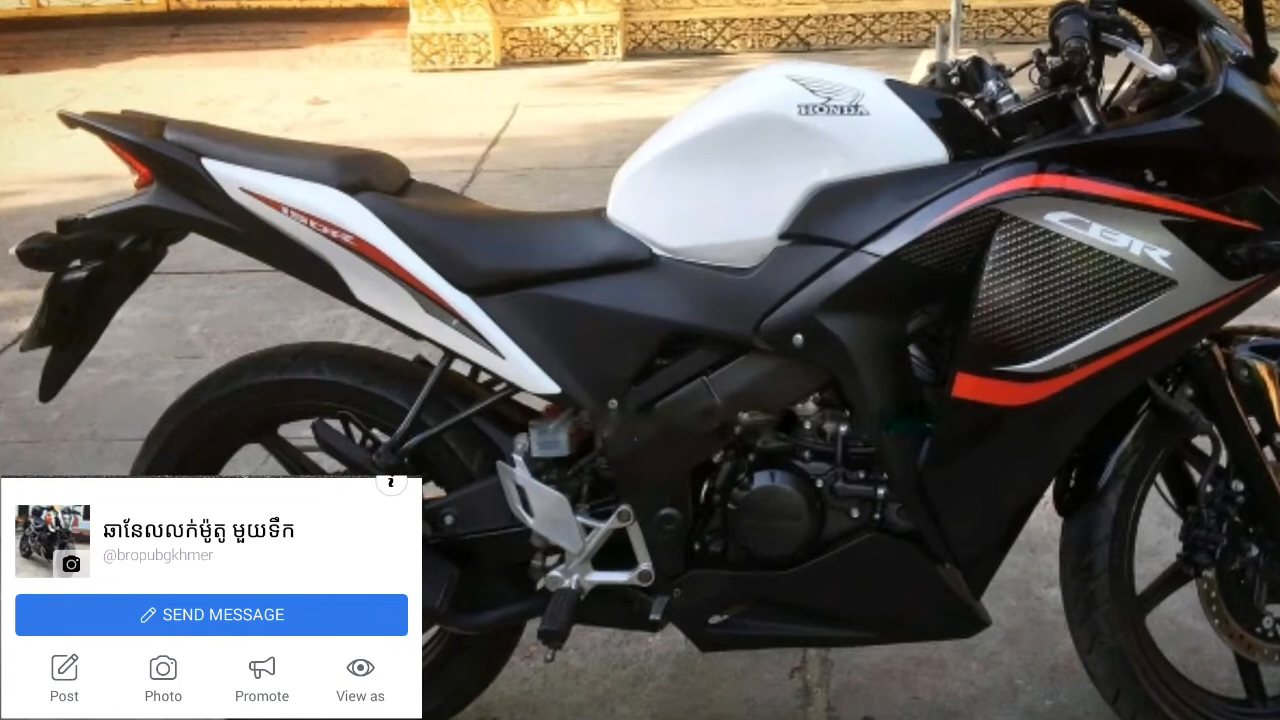 HONDA
CBR
150
ឆានែលលក់ម៉ូតូ មួយទឹក
@bropubgkhmer
SEND MESSAGE
Post
Photo
Promote
View as